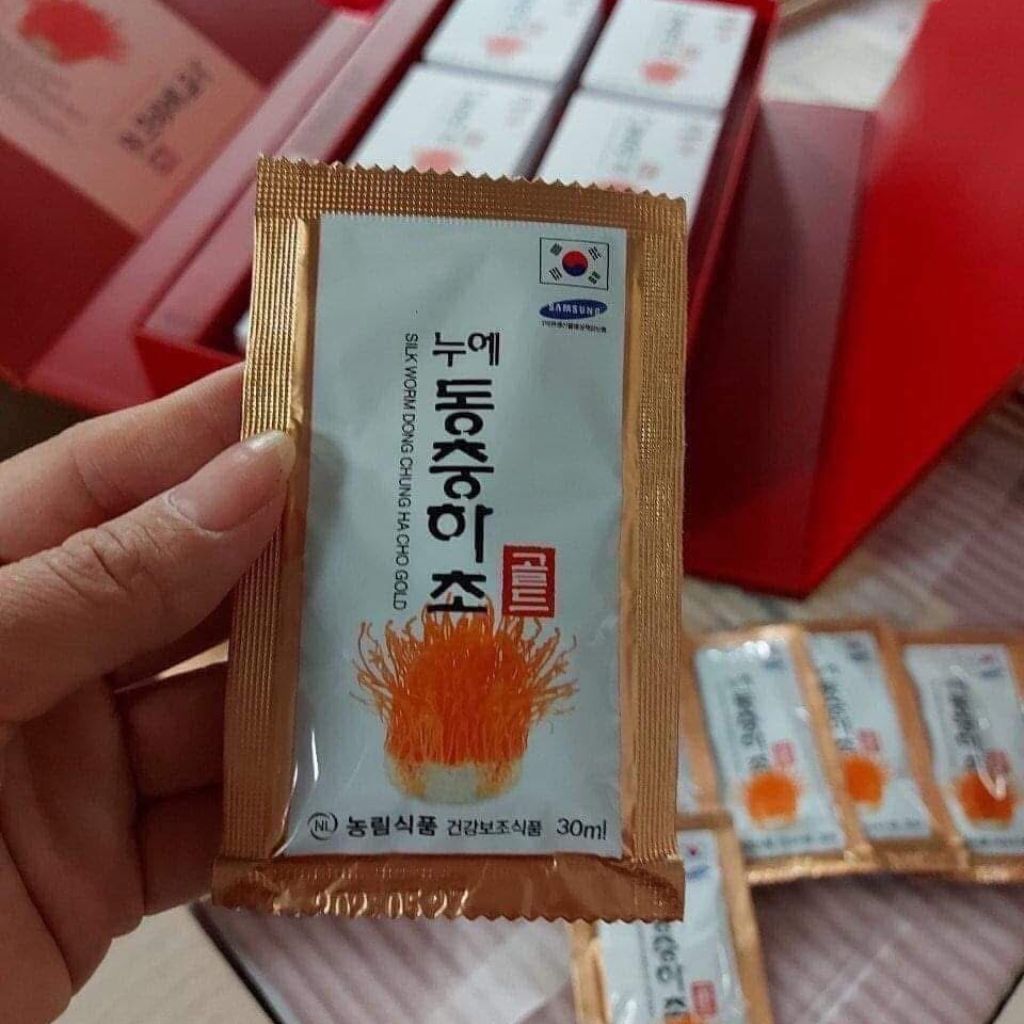 SAMSUNG
누에
동충하초
SILK WORM DONG CHUNG HA CHO GOLD
골드
NL 농림식품 건강보조식품 30ml